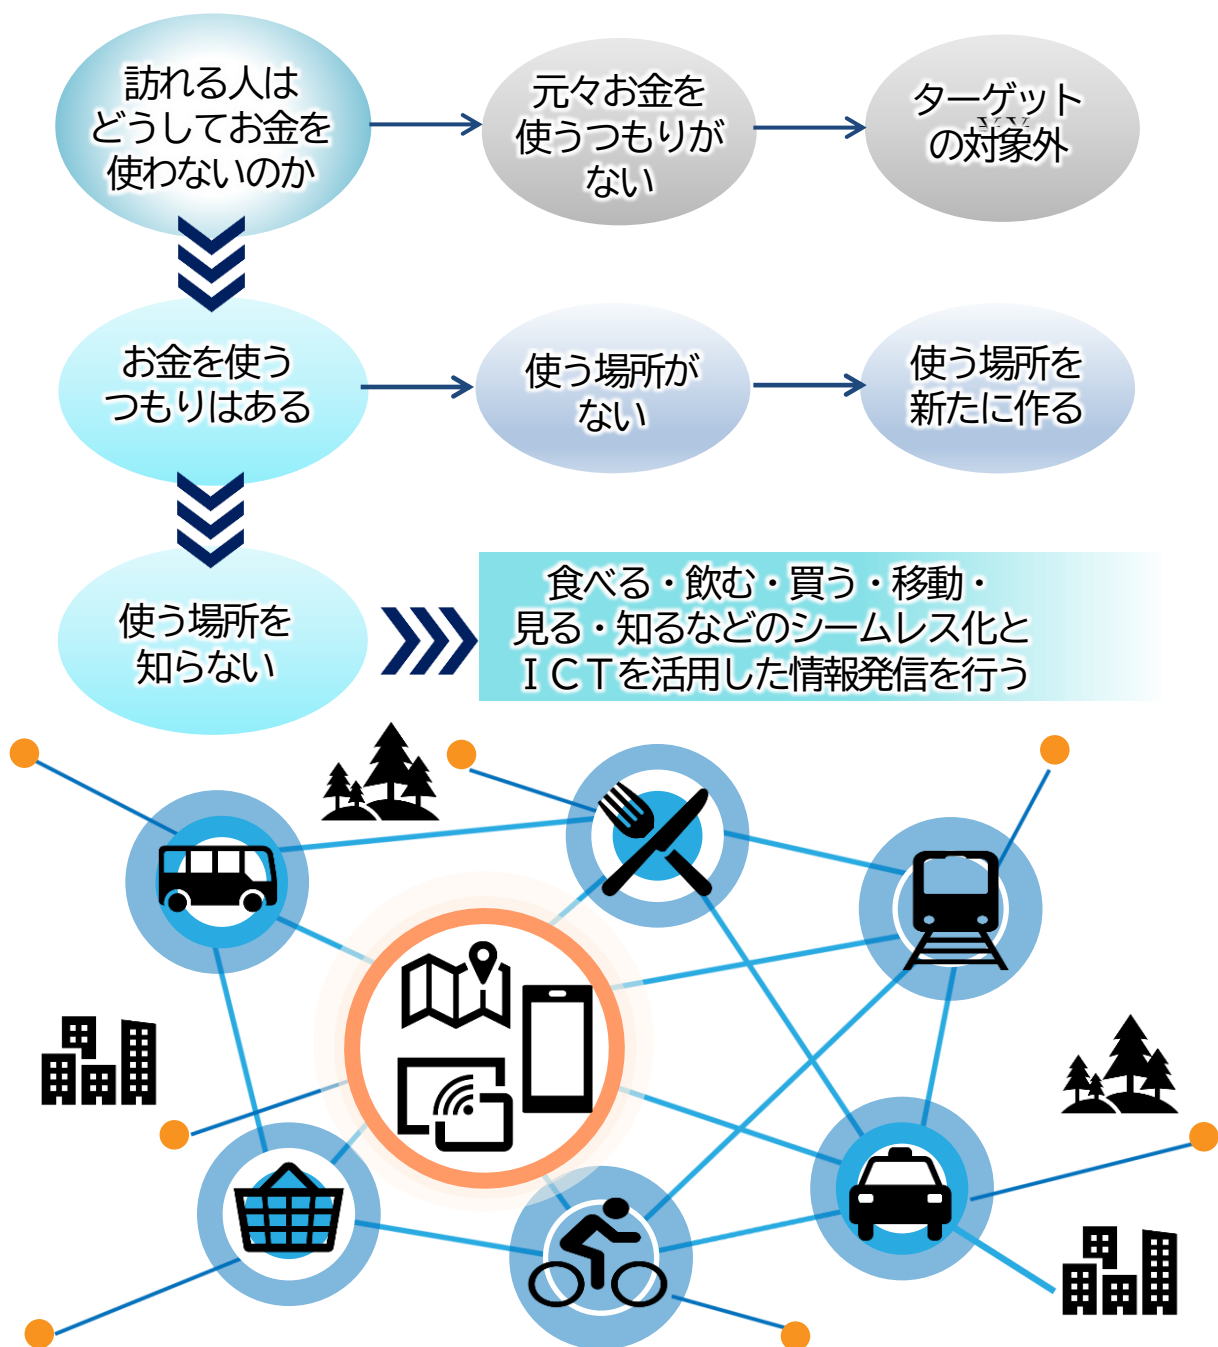 訪れる人は
どうしてお金を
使わないのか
元々お金を
使うつもりが
ない
ターゲット
の対象外
お金を使う
つもりはある
使う場所が
ない
使う場所を
新たに作る
使う場所を
知らない
食べる・飲む・買う・移動・
見る・知るなどのシームレス化と
ＩＣＴを活用した情報発信を行う